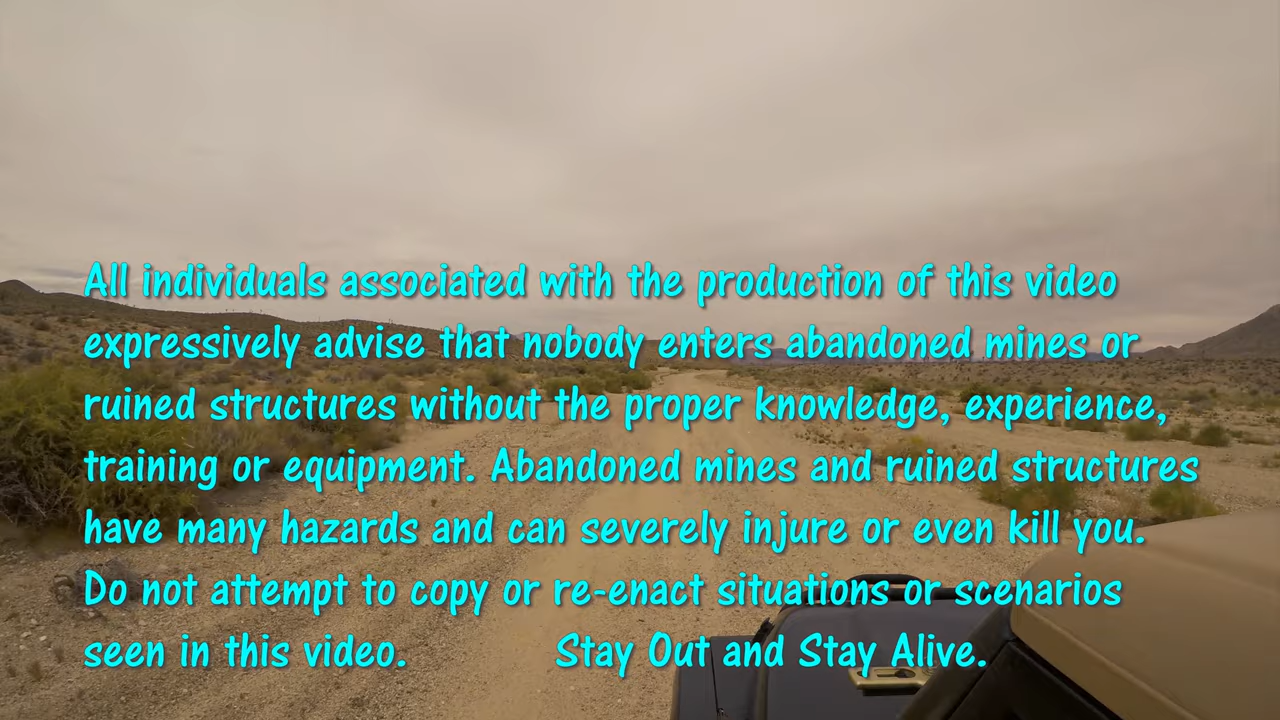 All individuals associated with the production of this video
expressively advise that nobody enters abandoned mines or
ruined structures without the proper knowledge, experience,
training or equipment. Abandoned mines and ruined structures
have many hazards and can severely injure or even kill you.
Do not attempt to copy or re-enact situations or scenarios
seen in this video. Stay Out and Stay Alive.